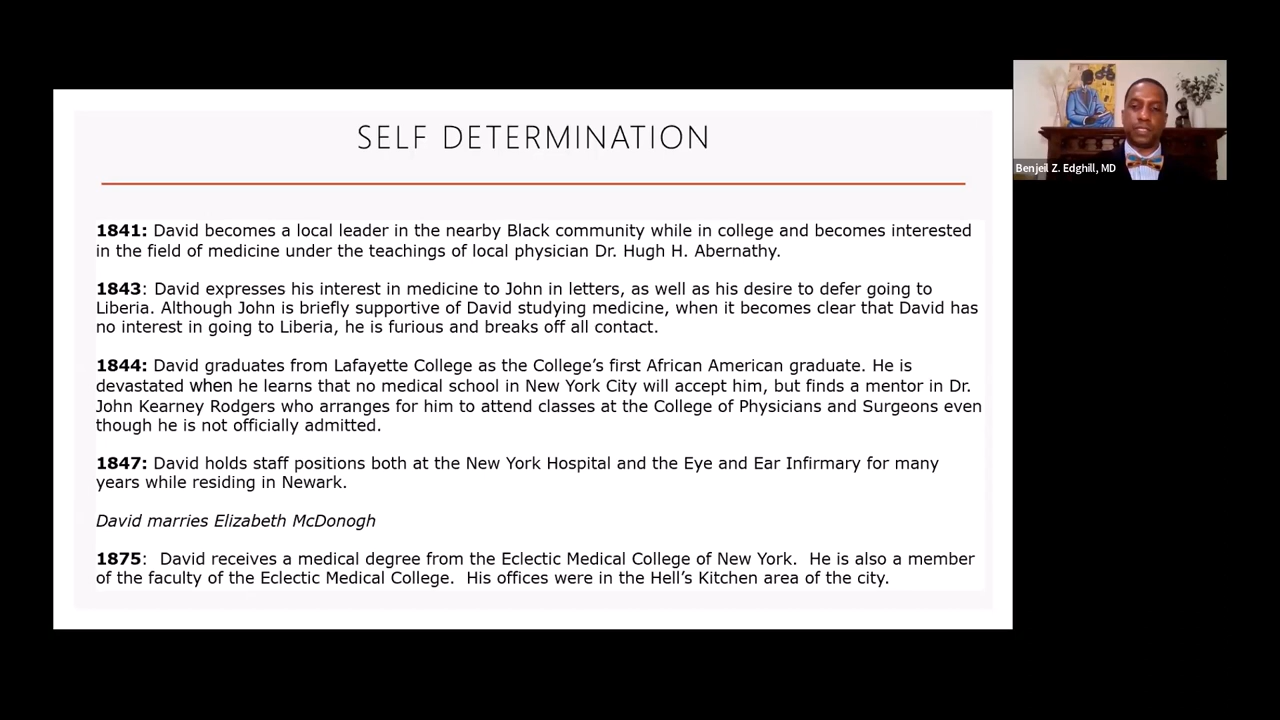 SELF DETERMINATION
Benjeil Z. Edghill, MD
1841: David becomes a local leader in the nearby Black community while in college and becomes interested
in the field of medicine under the teachings of local physician Dr. Hugh H. Abernathy.
1843: David expresses his interest in medicine to John in letters, as well as his desire to defer going to
Liberia. Although John is briefly supportive of David studying medicine, when it becomes clear that David has
no interest in going to Liberia, he is furious and breaks off all contact.
1844: David graduates from Lafayette College as the College’s first African American graduate. He is
devastated when he learns that no medical school in New York City will accept him, but finds a mentor in Dr.
John Kearney Rodgers who arranges for him to attend classes at the College of Physicians and Surgeons even
though he is not officially admitted.
1847: David holds staff positions both at the New York Hospital and the Eye and Ear Infirmary for many
years while residing in Newark.
David marries Elizabeth McDonogh
1875: David receives a medical degree from the Eclectic Medical College of New York. He is also a member
of the faculty of the Eclectic Medical College. His offices were in the Hell’s Kitchen area of the city.